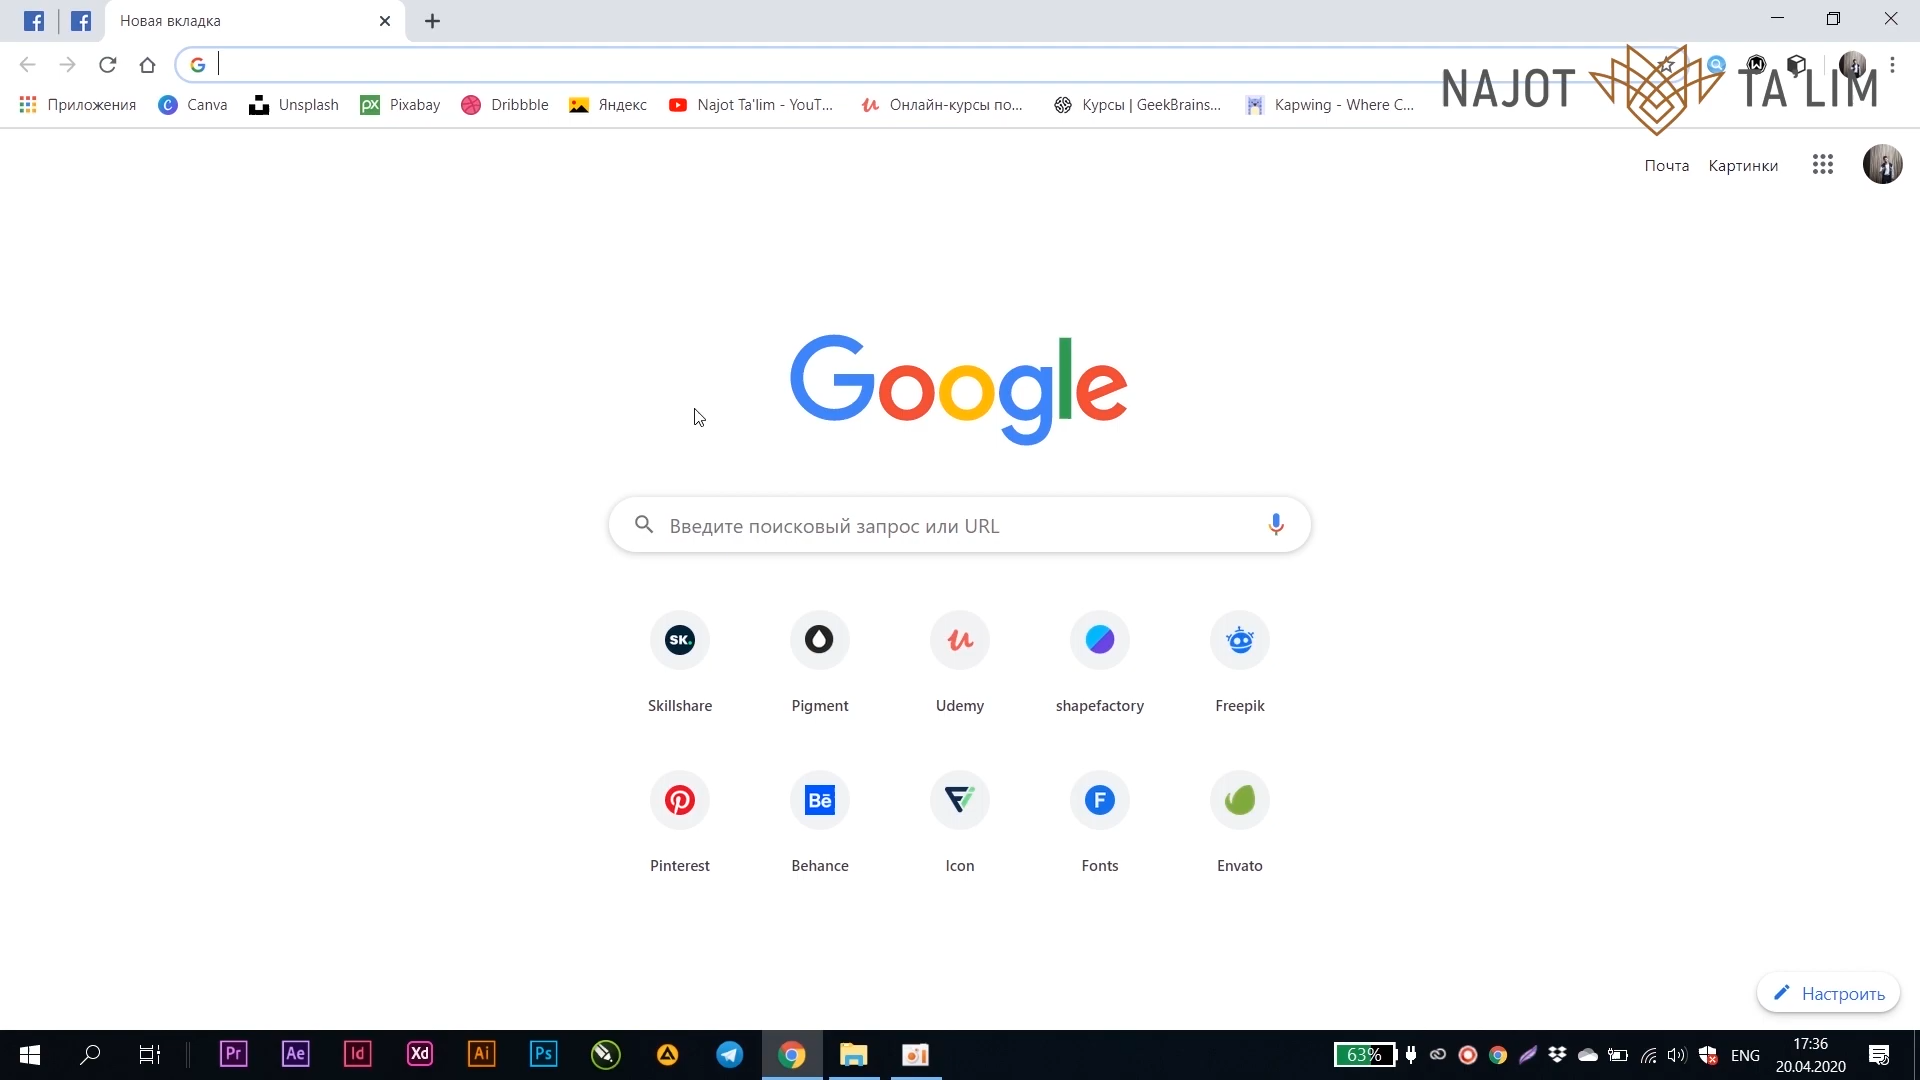 Новая вкладка
NAJOT TA'LIM
Приложения Canva Unsplash Pixabay Dribbble Яндекс Najot Ta'lim - YouT... Онлайн-курсы по... Курсы | GeekBrains... Kapwing - Where C...
Почта Картинки
Google
Введите поисковый запрос или URL
SK.
Skillshare Pigment Udemy shapefactory Freepik
Bē F
Pinterest Behance Icon Fonts Envato
Настроить
Pr Ae Id Xd Ai Ps 63% ENG 17:36
20.04.2020